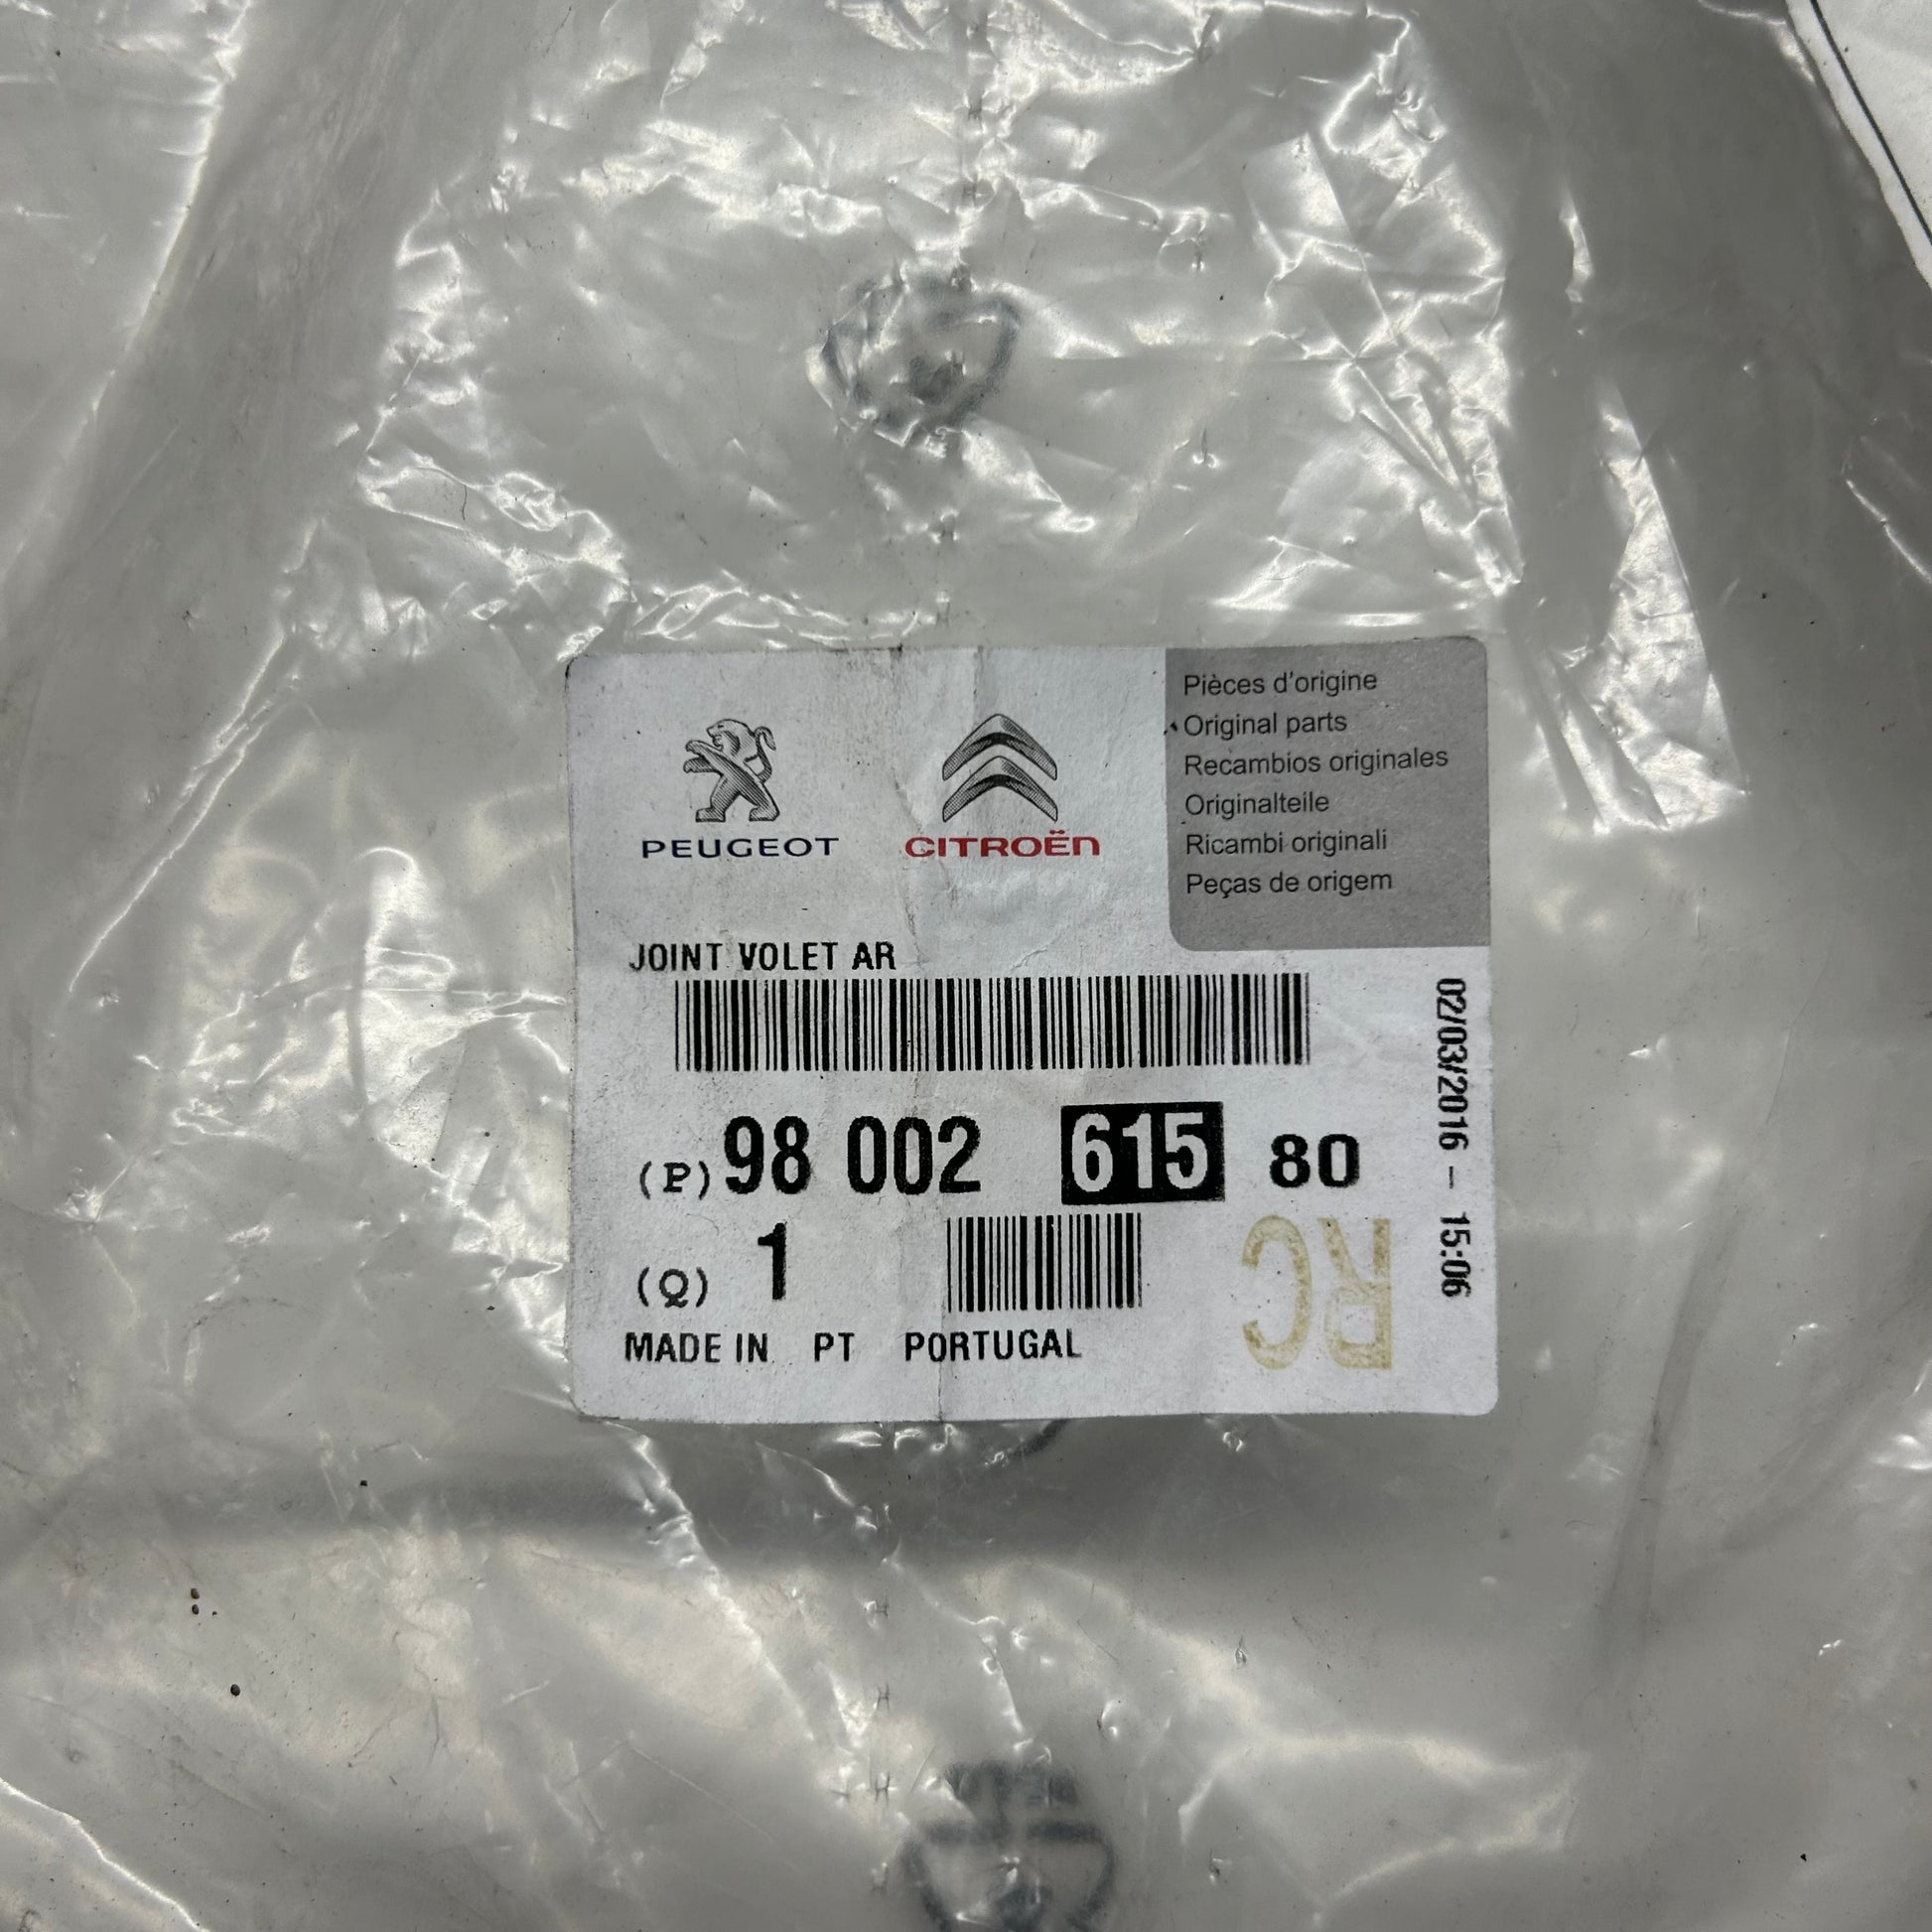 PEUGEOT
CITROËN
Pièces d'origine
Original parts
Recambios originales
Originalteile
Ricambi originali
Peças de origem
JOINT VOLET AR
(P) 98 002 615 80
(Q) 1
RC
MADE IN PT PORTUGAL
02/03/2016 - 15:06